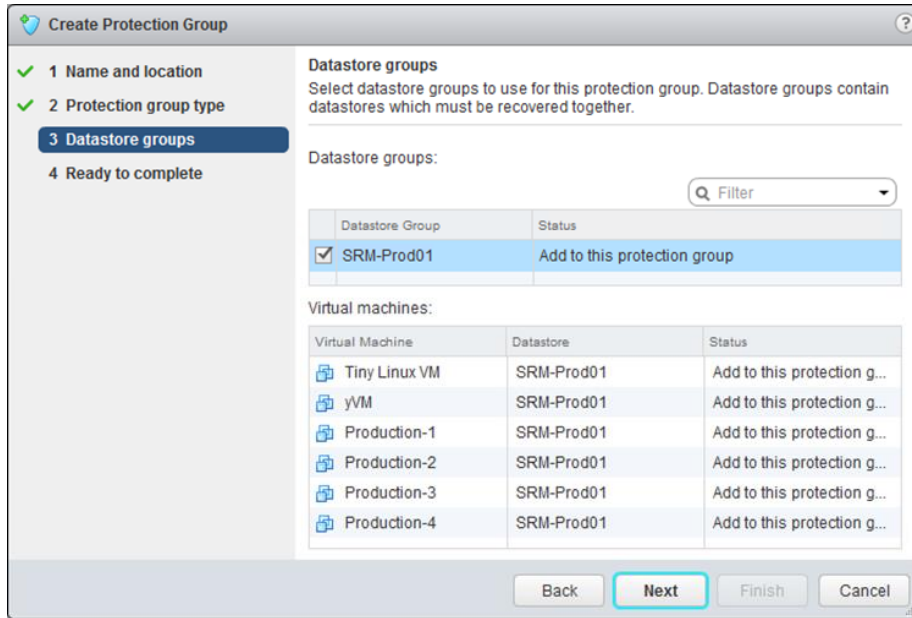 Create Protection Group
?
1 Name and location
2 Protection group type
3 Datastore groups
4 Ready to complete
Datastore groups
Select datastore groups to use for this protection group. Datastore groups contain
datastores which must be recovered together.
Datastore groups:
Filter
Datastore Group Status
SRM-Prod01 Add to this protection group
Virtual machines:
Virtual Machine Datastore Status
Tiny Linux VM SRM-Prod01 Add to this protection g...
yVM SRM-Prod01 Add to this protection g...
Production-1 SRM-Prod01 Add to this protection g...
Production-2 SRM-Prod01 Add to this protection g...
Production-3 SRM-Prod01 Add to this protection g...
Production-4 SRM-Prod01 Add to this protection g...
Back Next Finish Cancel